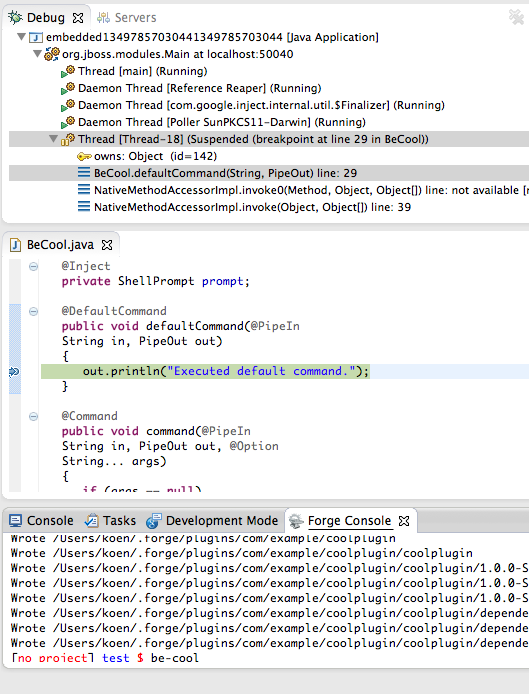 Debug Servers
embedded13497857030441349785703044 [Java Application]
org.jboss.modules.Main at localhost:50040
Thread [main] (Running)
Daemon Thread [Reference Reaper] (Running)
Daemon Thread [com.google.inject.internal.util.$Finalizer] (Running)
Daemon Thread [Poller SunPKCS11-Darwin] (Running)
Thread [Thread-18] (Suspended (breakpoint at line 29 in BeCool))
owns: Object (id=142)
BeCool.defaultCommand(String, PipeOut) line: 29
NativeMethodAccessorImpl.invoke0(Method, Object, Object[]) line: not available [n
NativeMethodAccessorImpl.invoke(Object, Object[]) line: 39
BeCool.java
@Inject
private ShellPrompt prompt;
@DefaultCommand
public void defaultCommand(@PipeIn
String in, PipeOut out)
{
out.println("Executed default command.");
}
@Command
public void command(@PipeIn
String in, PipeOut out, @Option
String... args)
{
if (args == null)
Console Tasks Development Mode Forge Console
Wrote /Users/koen/.forge/plugins/com/example/coolplugin
Wrote /Users/koen/.forge/plugins/com/example/coolplugin/coolplugin
Wrote /Users/koen/.forge/plugins/com/example/coolplugin/coolplugin/1.0.0-S
Wrote /Users/koen/.forge/plugins/com/example/coolplugin/coolplugin/1.0.0-S
Wrote /Users/koen/.forge/plugins/com/example/coolplugin/coolplugin/1.0.0-S
Wrote /Users/koen/.forge/plugins/com/example/coolplugin/coolplugin/depende
Wrote /Users/koen/.forge/plugins/com/example/coolplugin/coolplugin/depende
Wrote /Users/koen/.forge/plugins/com/example/coolplugin/coolplugin/depende
[no project] test $ be-cool